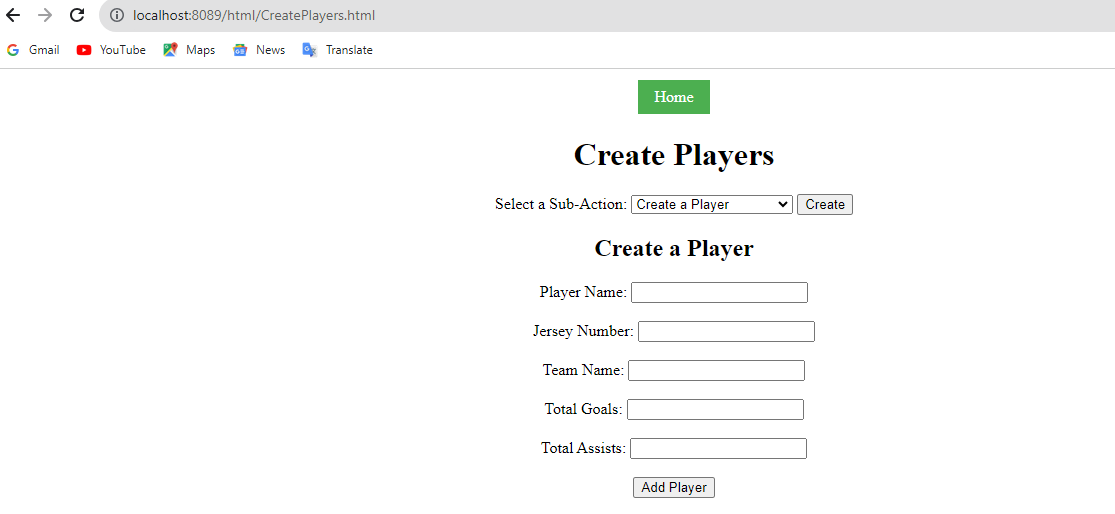 localhost:8089/html/CreatePlayers.html
Gmail YouTube Maps News Translate
Home
Create Players
Select a Sub-Action: Create a Player Create
Create a Player
Player Name:
Jersey Number:
Team Name:
Total Goals:
Total Assists:
Add Player